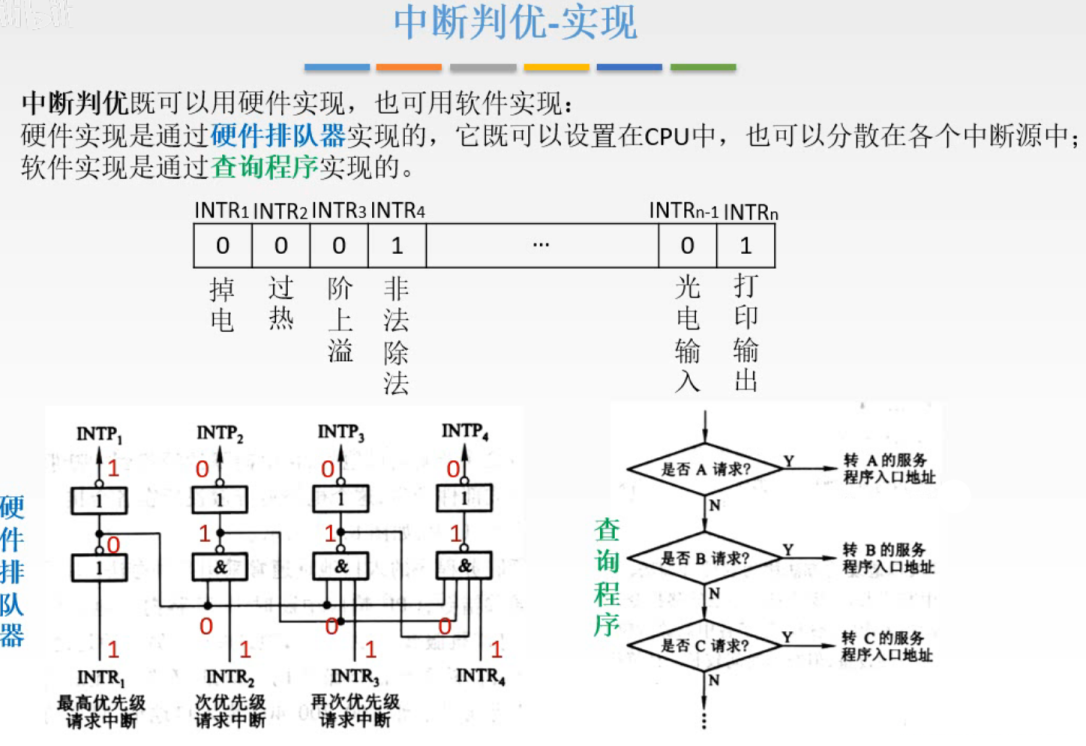 中断判优-实现
中断判优既可以用硬件实现，也可用软件实现：
硬件实现是通过硬件排队器实现的，它既可以设置在CPU中，也可以分散在各个中断源中；
软件实现是通过查询程序实现的。
INTR1 INTR2 INTR3 INTR4 INTRn-1 INTRn
0 0 0 1 … 0 1
掉电 过热 阶上溢 非法除法 光电输入 打印输出
硬件排队器
INTP₁ INTP₂ INTP₃ INTP₄
1 0 0 0
1 1 1 1
0 1 1 1
1 & & &
0 0 0
1 1 1 1
INTR₁ INTR₂ INTR₃ INTR₄
最高优先级 次优先级 再次优先级
请求中断 请求中断 请求中断
查询程序
是否 A 请求? Y 转 A 的服务
程序入口地址
N
是否 B 请求? Y 转 B 的服务
程序入口地址
N
是否 C 请求? Y 转 C 的服务
程序入口地址
N
⋮